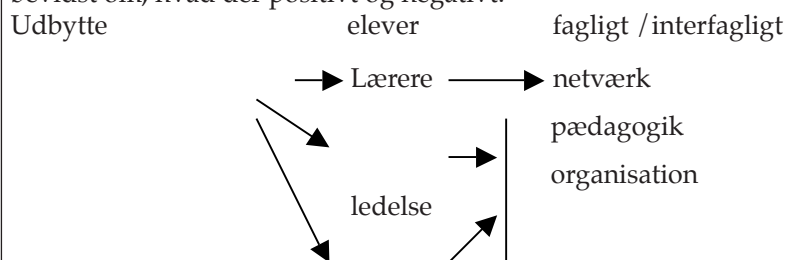 bevidst om, hvad der positivt og negativt.
Udbytte elever fagligt / interfagligt
Lærere netværk
pædagogik
organisation
ledelse